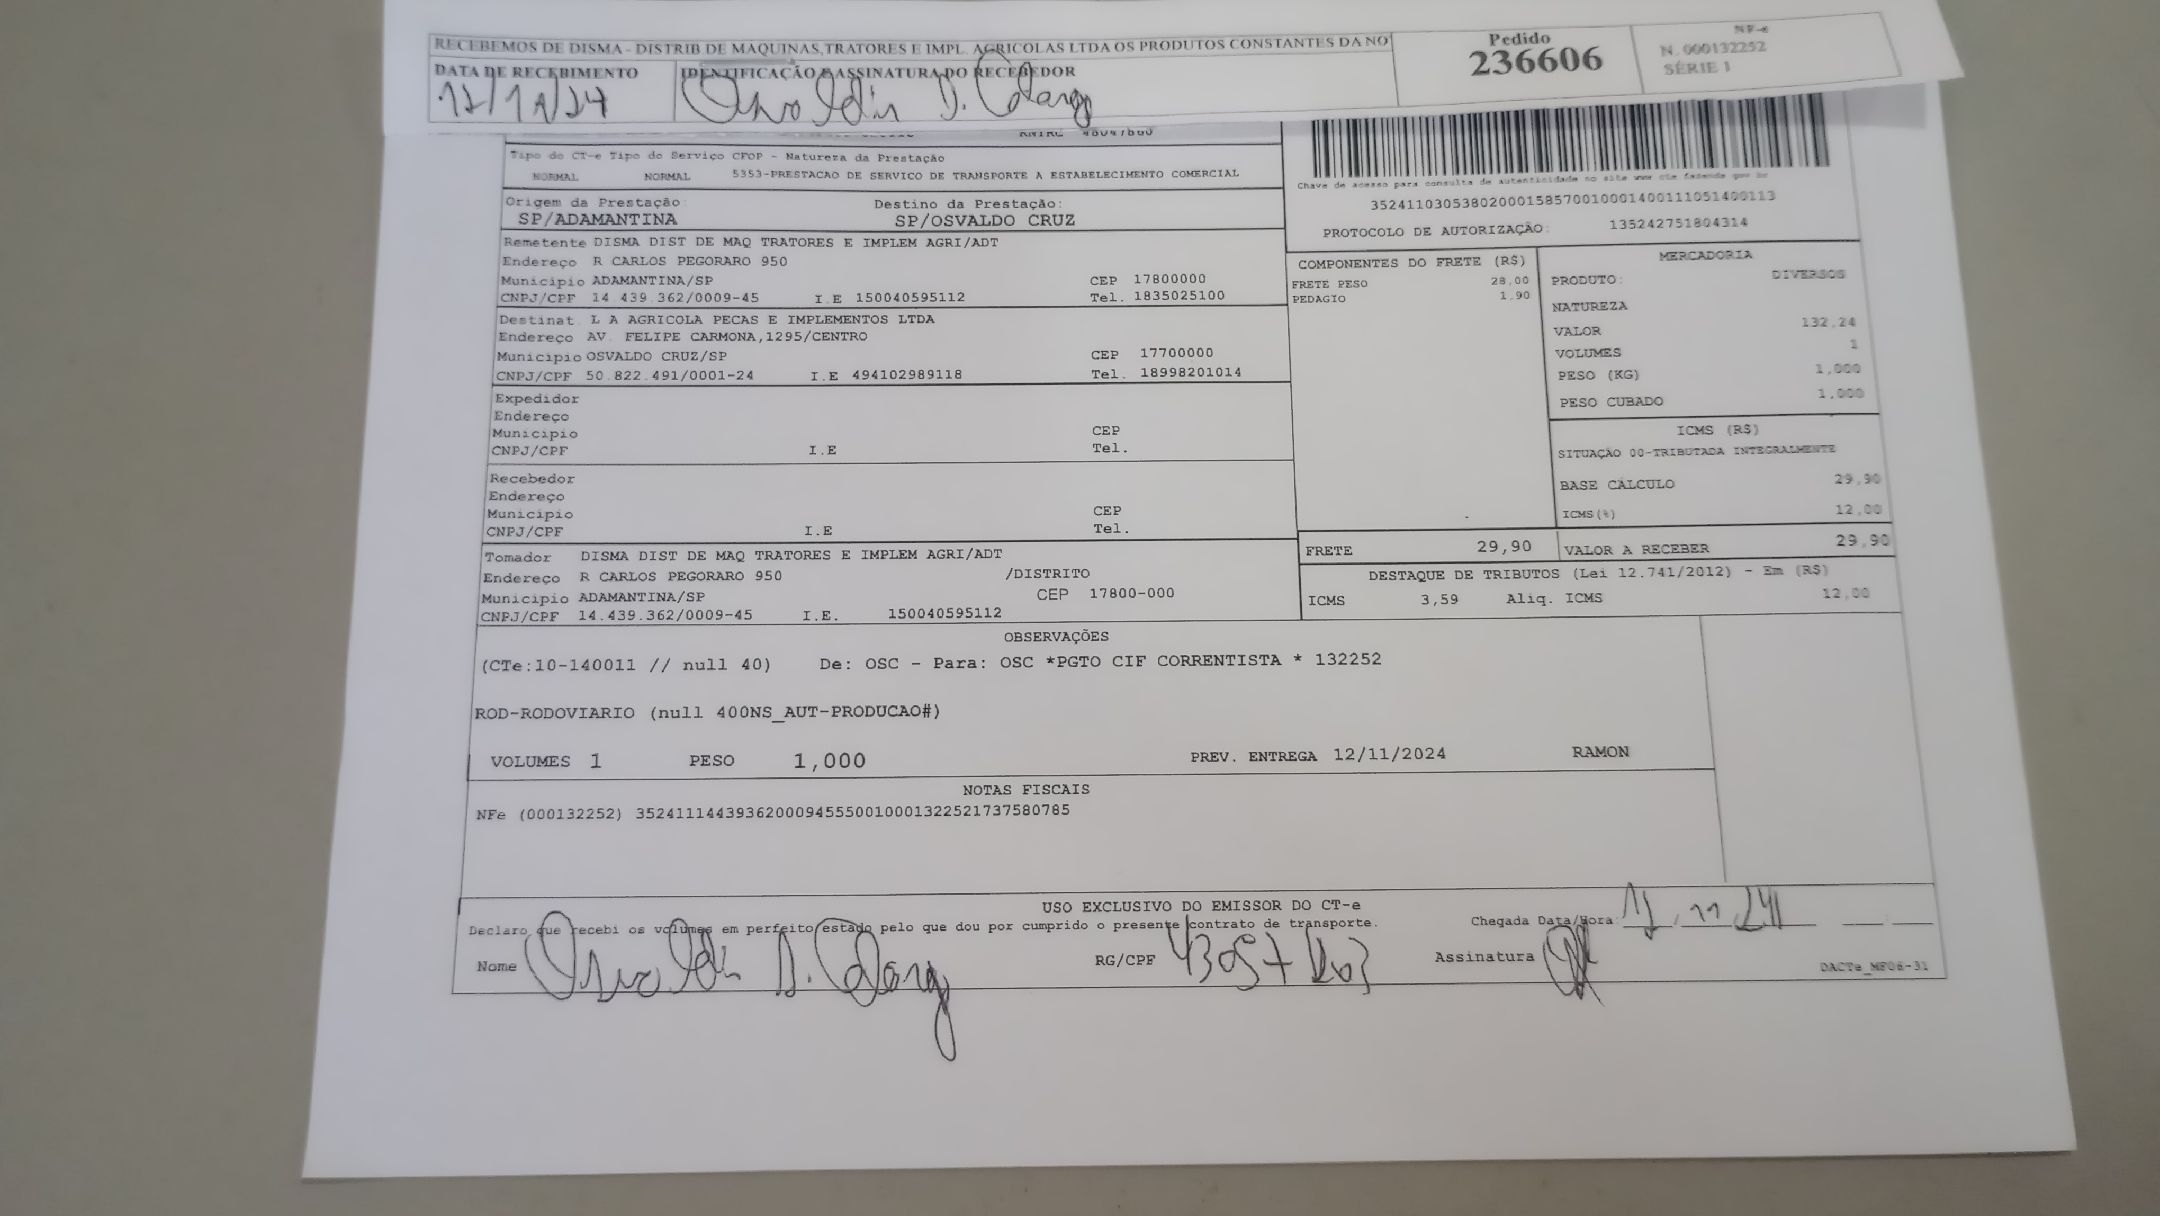 RECEBEMOS DE DISMA - DISTRIB DE MAQUINAS,TRATORES E IMPL. AGRICOLAS LTDA OS PRODUTOS CONSTANTES DA NO
Pedido
236606
NF-e
N. 000132252
SÉRIE 1
DATA DE RECEBIMENTO
IDENTIFICAÇÃO E ASSINATURA DO RECEBEDOR
Tipo do CT-e Tipo do Serviço CFOP - Natureza da Prestação
NORMAL NORMAL 5353-PRESTACAO DE SERVICO DE TRANSPORTE A ESTABELECIMENTO COMERCIAL
Chave de acesso para consulta de autenticidade no site www cte fazenda gov br
35241103053802000158570010001400111051400113
PROTOCOLO DE AUTORIZAÇÃO: 135242751804314
Origem da Prestação: Destino da Prestação:
SP/ADAMANTINA SP/OSVALDO CRUZ
Remetente DISMA DIST DE MAQ TRATORES E IMPLEM AGRI/ADT
Endereço R CARLOS PEGORARO 950
Municipio ADAMANTINA/SP CEP 17800000
CNPJ/CPF 14.439.362/0009-45 I.E 150040595112 Tel. 1835025100
Destinat. L A AGRICOLA PECAS E IMPLEMENTOS LTDA
Endereço AV. FELIPE CARMONA,1295/CENTRO
Municipio OSVALDO CRUZ/SP CEP 17700000
CNPJ/CPF 50.822.491/0001-24 I.E 494102989118 Tel. 18998201014
Expedidor
Endereço
Municipio CEP
CNPJ/CPF I.E Tel.
Recebedor
Endereço
Municipio CEP
CNPJ/CPF I.E Tel.
Tomador DISMA DIST DE MAQ TRATORES E IMPLEM AGRI/ADT
Endereço R CARLOS PEGORARO 950 /DISTRITO
Municipio ADAMANTINA/SP CEP 17800-000
CNPJ/CPF 14.439.362/0009-45 I.E. 150040595112
COMPONENTES DO FRETE (R$)
FRETE PESO 28,00
PEDAGIO 1,90
MERCADORIA
PRODUTO: DIVERSOS
NATUREZA
VALOR 132,24
VOLUMES 1
PESO (KG) 1,000
PESO CUBADO 1,000
ICMS (R$)
SITUAÇÃO 00-TRIBUTADA INTEGRALMENTE
BASE CÁLCULO 29,90
ICMS(%) 12,00
FRETE 29,90 VALOR A RECEBER 29,90
DESTAQUE DE TRIBUTOS (Lei 12.741/2012) - Em (R$)
ICMS 3,59 Aliq. ICMS 12,00
OBSERVAÇÕES
(CTe:10-140011 // null 40) De: OSC - Para: OSC *PGTO CIF CORRENTISTA * 132252
ROD-RODOVIARIO (null 400NS_AUT-PRODUCAO#)
VOLUMES 1 PESO 1,000 PREV. ENTREGA 12/11/2024 RAMON
NOTAS FISCAIS
NFe (000132252) 35241114439362000945550010001322521737580785
USO EXCLUSIVO DO EMISSOR DO CT-e
Declaro que recebi os volumes em perfeito estado pelo que dou por cumprido o presente contrato de transporte.
Chegada Data/Hora:
Nome RG/CPF Assinatura
DACTe_MF06-31